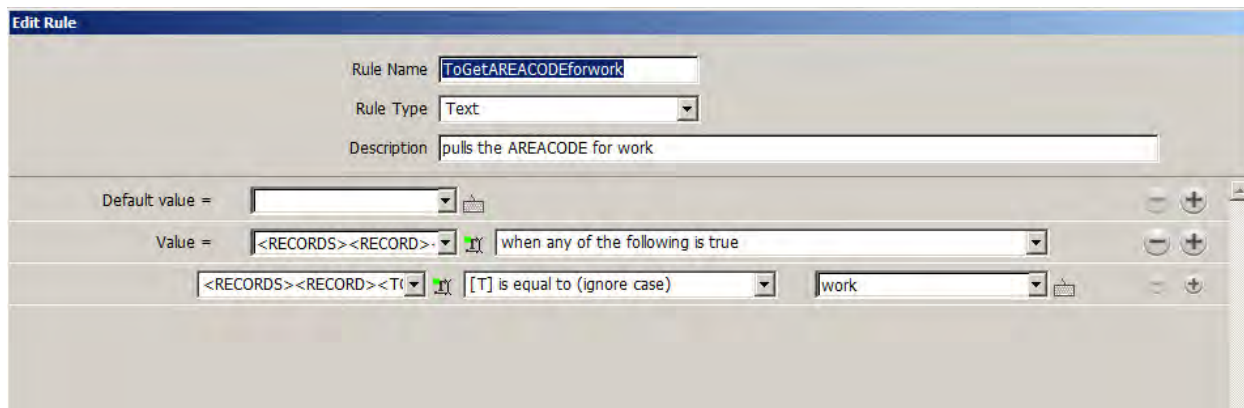 Edit Rule
Rule Name ToGetAREACODEforwork
Rule Type Text
Description pulls the AREACODE for work
Default value =
Value = <RECORDS><RECORD>- when any of the following is true
<RECORDS><RECORD><T( [T] is equal to (ignore case) work